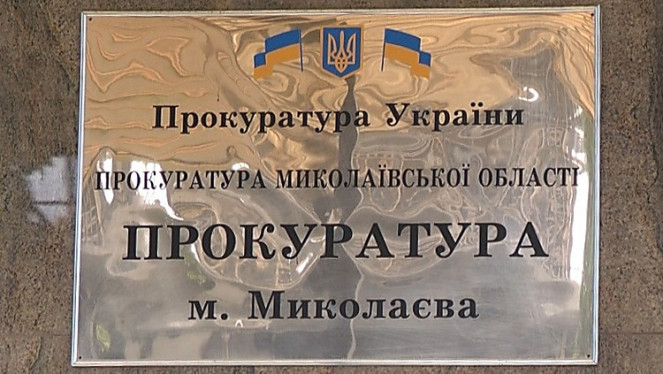 Прокуратура України
ПРОКУРАТУРА МИКОЛАЇВСЬКОЇ ОБЛАСТІ
ПРОКУРАТУРА
м. Миколаєва